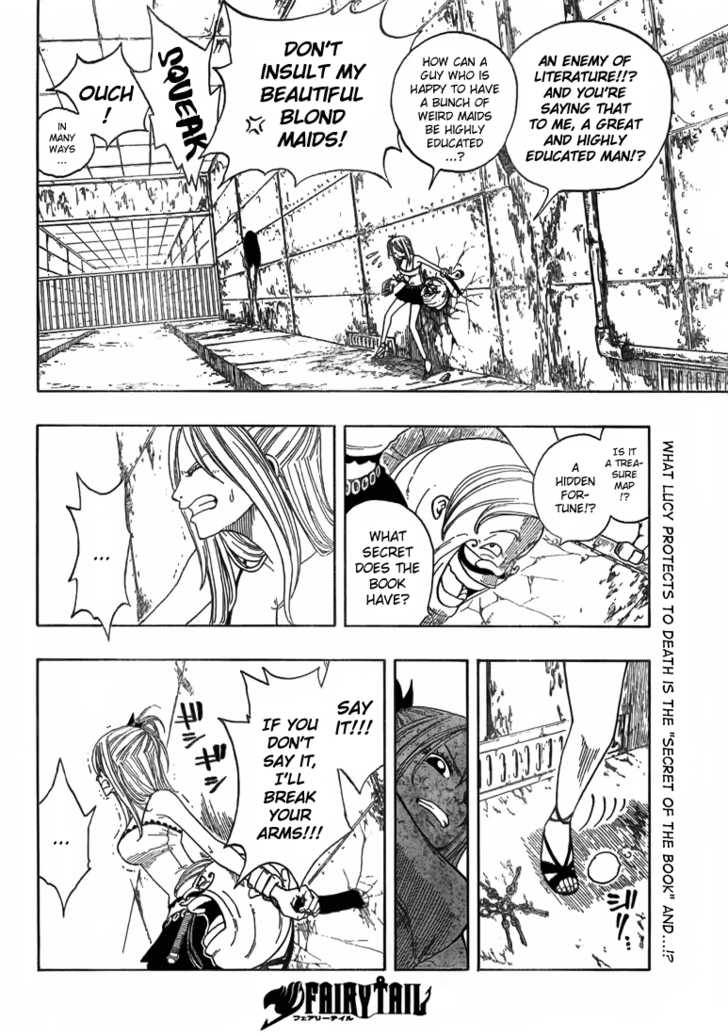 AN ENEMY OF
LITERATURE!!?
AND YOU'RE
SAYING THAT
TO ME, A GREAT
AND HIGHLY
EDUCATED MAN!?
HOW CAN A
GUY WHO IS
HAPPY TO HAVE
A BUNCH OF
WEIRD MAIDS
BE HIGHLY
EDUCATED
...?
DON'T
INSULT MY
BEAUTIFUL
BLOND
MAIDS!
SQUEAK
OUCH
!
IN
MANY
WAYS
...
WHAT LUCY PROTECTS TO DEATH IS THE "SECRET OF THE BOOK" AND...!?
IS IT
A TREA-
SURE
MAP
!?
A
HIDDEN
FOR-
TUNE!?
WHAT
SECRET
DOES THE
BOOK
HAVE?
...
SAY
IT!!!
IF YOU
DON'T
SAY IT,
I'LL
BREAK
YOUR
ARMS!!!
ギギ
...
FAIRY TAIL
フェアリーテイル